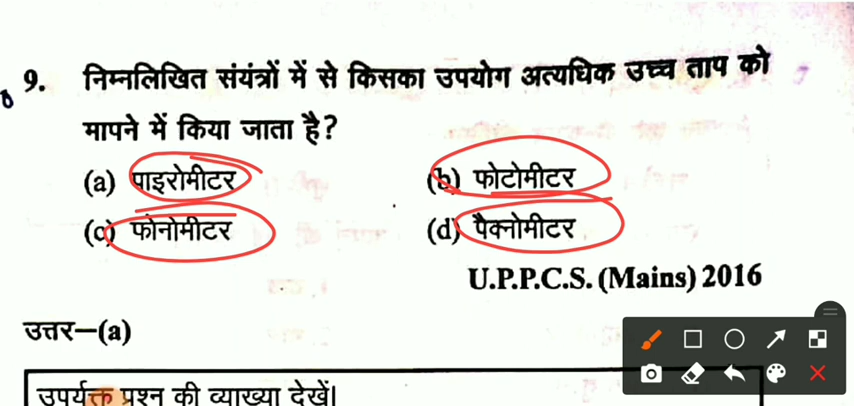 9. निम्नलिखित संयंत्रों में से किसका उपयोग अत्यधिक उच्च ताप को
मापने में किया जाता है?
(a) पाइरोमीटर (b) फोटोमीटर
(c) फोनोमीटर (d) पैक्नोमीटर
U.P.P.C.S. (Mains) 2016
उत्तर–(a)
उपर्युक्त प्रश्न की व्याख्या देखें।